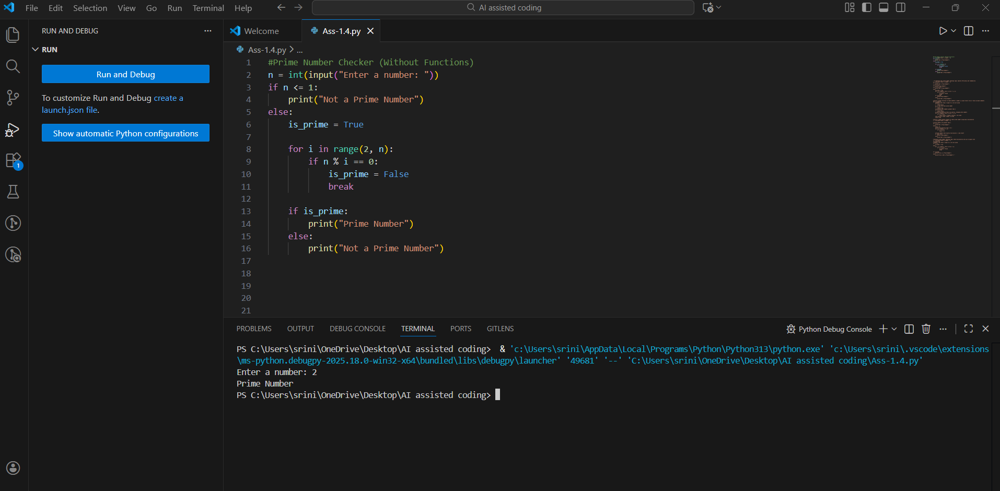 File Edit Selection View Go Run Terminal Help
AI assisted coding
RUN AND DEBUG
RUN
Run and Debug
To customize Run and Debug create a
launch.json file.
Show automatic Python configurations
1
Welcome
Ass-1.4.py
Ass-1.4.py > ...
1 #Prime Number Checker (Without Functions)
2 n = int(input("Enter a number: "))
3 if n <= 1:
4     print("Not a Prime Number")
5 else:
6     is_prime = True
7
8     for i in range(2, n):
9         if n % i == 0:
10             is_prime = False
11             break
12
13     if is_prime:
14         print("Prime Number")
15     else:
16         print("Not a Prime Number")
17
18
19
20
21
PROBLEMS OUTPUT DEBUG CONSOLE TERMINAL PORTS GITLENS
Python Debug Console
PS C:\Users\srini\OneDrive\Desktop\AI assisted coding>  & 'c:\Users\srini\AppData\Local\Programs\Python\Python313\python.exe' 'c:\Users\srini\.vscode\extensions
\ms-python.debugpy-2025.18.0-win32-x64\bundled\libs\debugpy\launcher' '49681' '--' 'C:\Users\srini\OneDrive\Desktop\AI assisted coding\Ass-1.4.py'
Enter a number: 2
Prime Number
PS C:\Users\srini\OneDrive\Desktop\AI assisted coding>